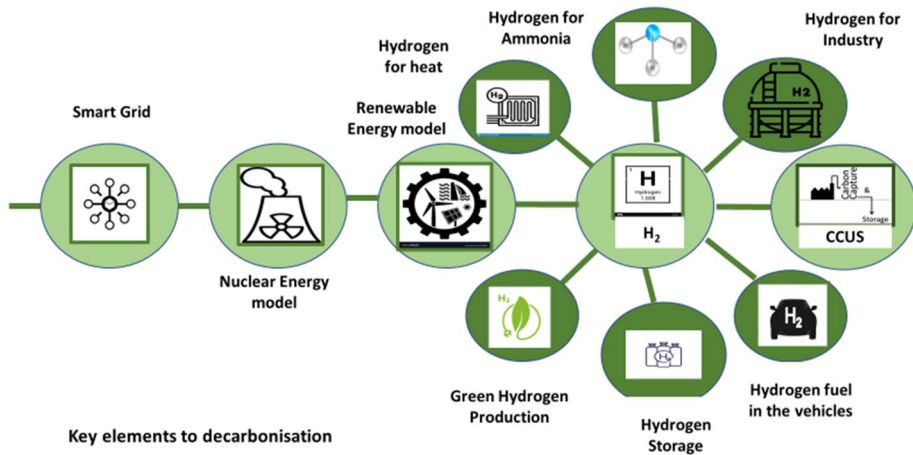 Hydrogen for
Ammonia
Hydrogen for
Industry
Hydrogen
for heat
Renewable
Energy model
Smart Grid
H2
H2
H
Hydrogens
1.008
H₂
Carbon
Capture
&
Storage
CCUS
Nuclear Energy
model
H₂
H₂
Green Hydrogen
Production
Hydrogen
Storage
Hydrogen fuel
in the vehicles
Key elements to decarbonisation